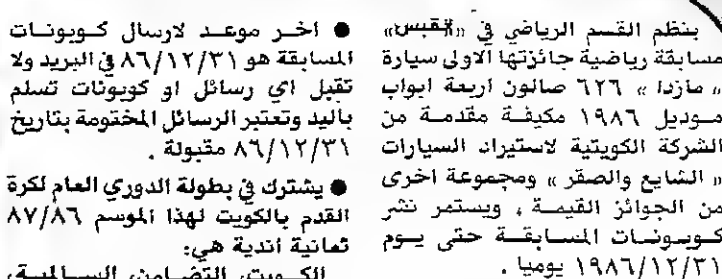 ينظم القسم الرياضي في «القبس»
مسابقة رياضية جائزتها الاولى سيارة
« مازدا » ٦٢٦ صالون اربعة ابواب
موديل ١٩٨٦ مكيفة مقدمة من
الشركة الكويتية لاستيراد السيارات
« الشايع والصقر » ومجموعة اخرى
من الجوائز القيمة ، ويستمر نشر
كوبونات المسابقة حتى يوم
١٩٨٦/١٢/٣١ يوميا .
● اخر موعد لارسال كوبونات
المسابقة هو ٨٦/١٢/٣١ في البريد ولا
تقبل اي رسائل او كوبونات تسلم
باليد وتعتبر الرسائل المختومة بتاريخ
٨٦/١٢/٣١ مقبولة .
● يشترك في بطولة الدوري العام لكرة
القدم بالكويت لهذا الموسم ٨٧/٨٦
ثمانية أندية هي:
الكويت، التضامن، السالمية،